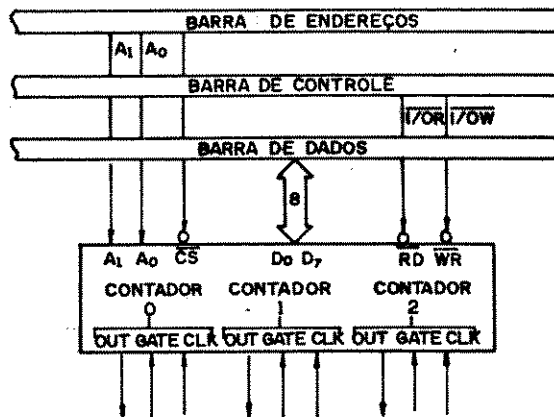 BARRA DE ENDEREÇOS
A1 A0
BARRA DE CONTROLE
I/OR I/OW
BARRA DE DADOS
8
A1 A0 CS D0 D7 RD WR
CONTADOR CONTADOR CONTADOR
0 1 2
OUT GATE CLK OUT GATE CLK OUT GATE CLK